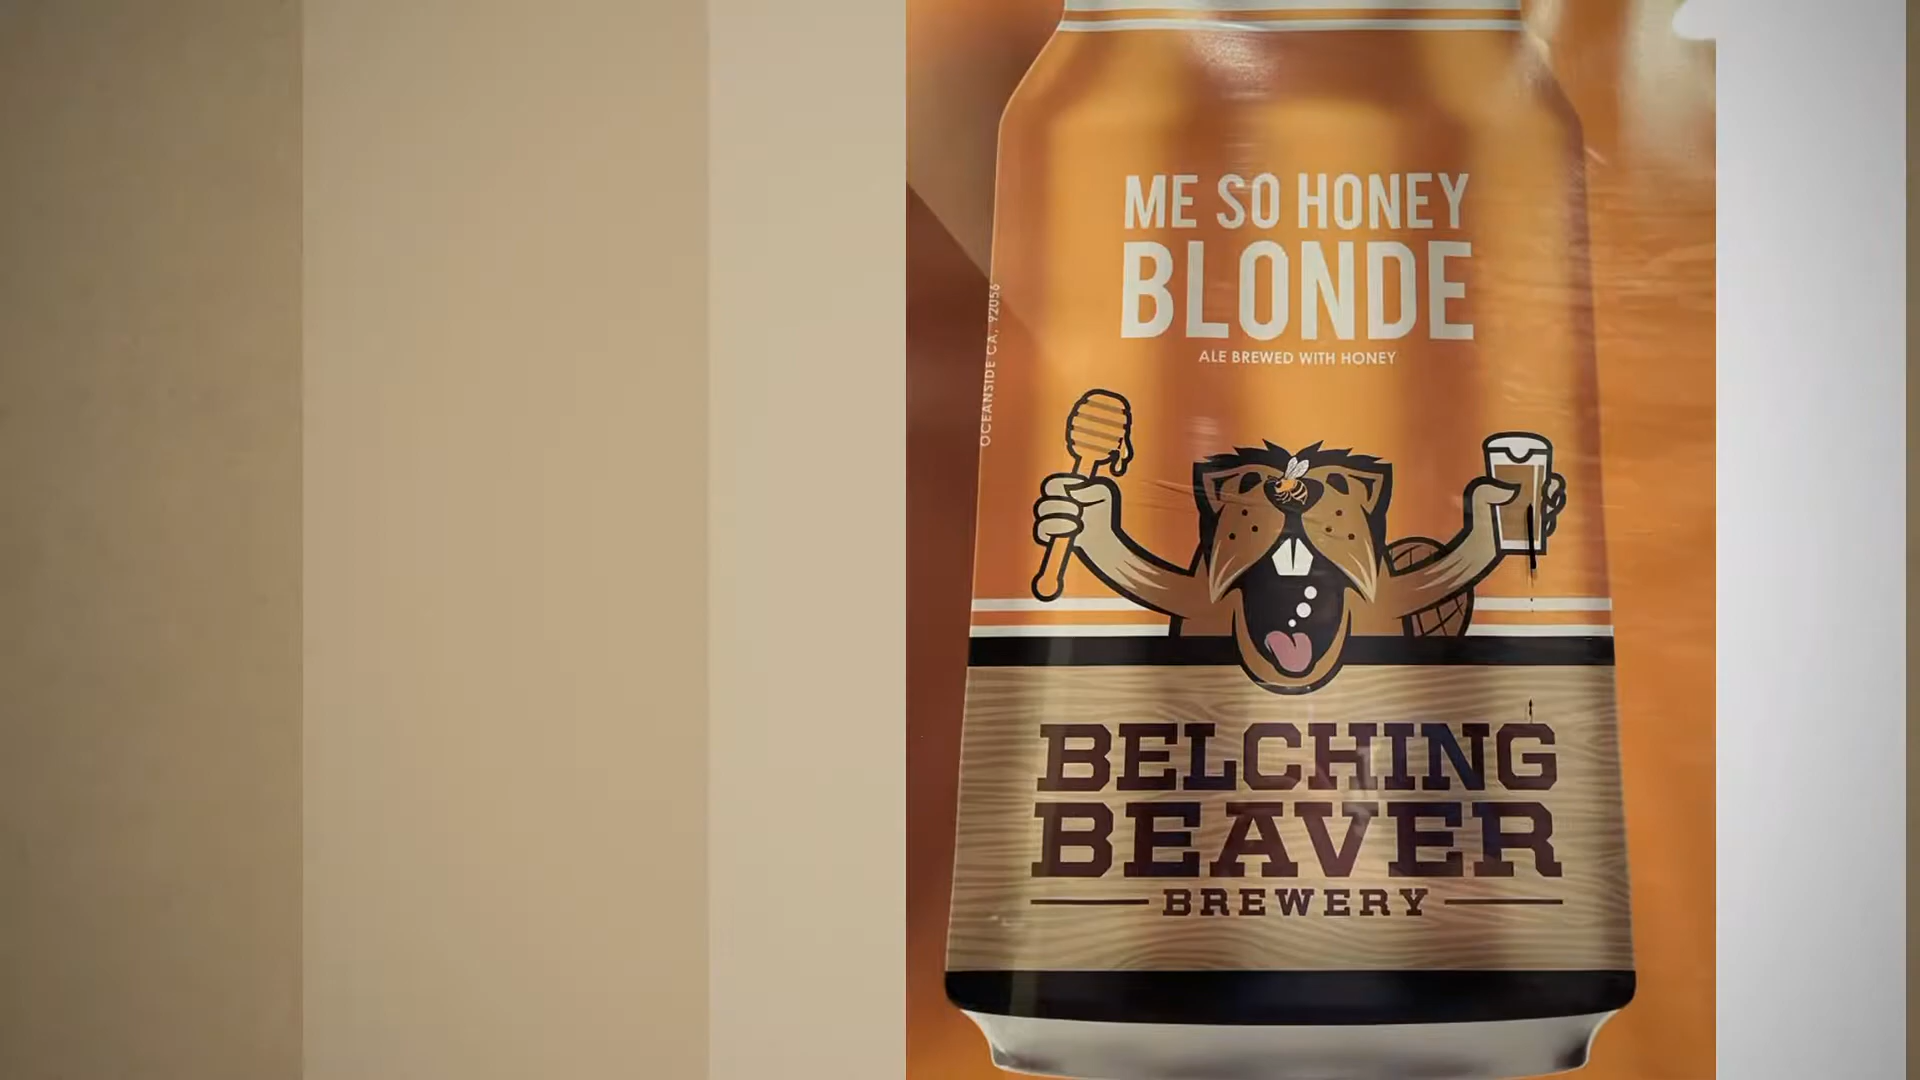 ME SO HONEY
BLONDE
ALE BREWED WITH HONEY
OCEANSIDE CA, 92056
BELCHING
BEAVER
BREWERY